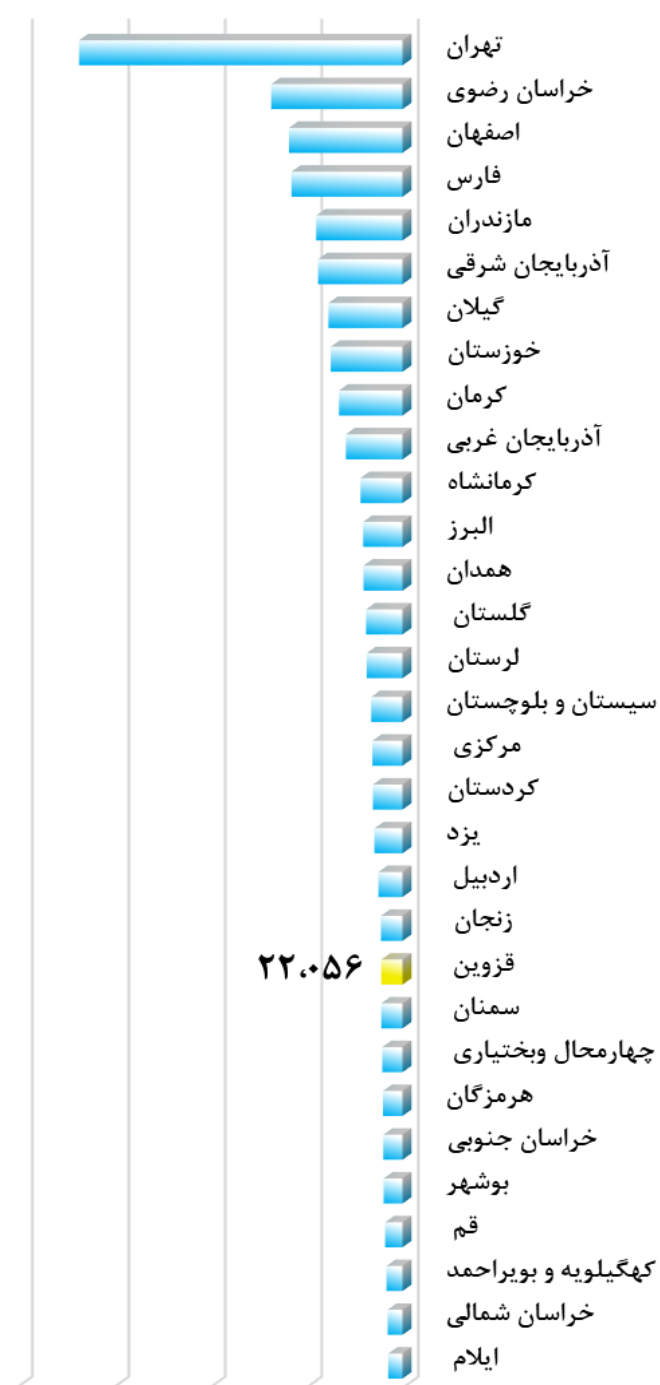 تهران
خراسان رضوی
اصفهان
فارس
مازندران
آذربایجان شرقی
گیلان
خوزستان
کرمان
آذربایجان غربی
کرمانشاه
البرز
همدان
گلستان
لرستان
سیستان و بلوچستان
مرکزی
کردستان
یزد
اردبیل
زنجان
قزوین ۲۲،۰۵۶
سمنان
چهارمحال وبختیاری
هرمزگان
خراسان جنوبی
بوشهر
قم
کهگیلویه و بویراحمد
خراسان شمالی
ایلام